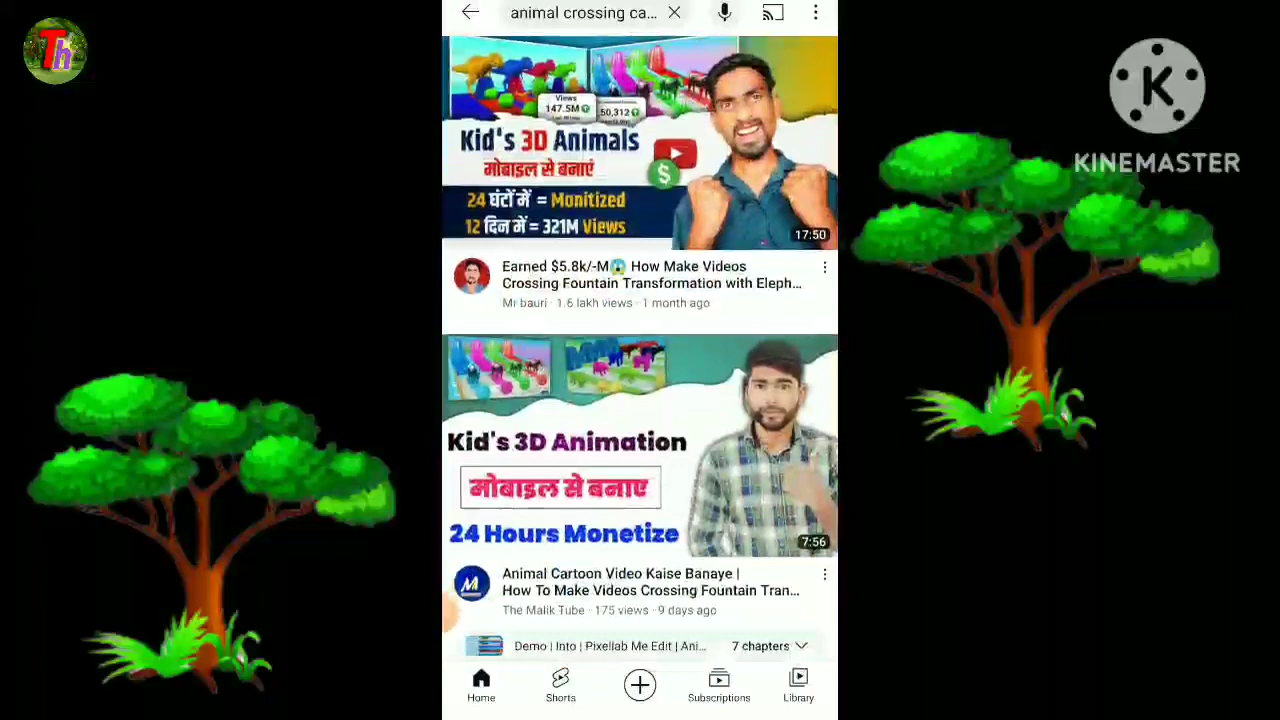 Th
animal crossing ca...
K
KINEMASTER
Views
147.5M
50,312
Kid's 3D Animals
मोबाइल से बनाएं
$
24 घंटों में = Monitized
12 दिन में = 321M Views
17:50
Earned $5.8k/-M😱 How Make Videos
Crossing Fountain Transformation with Eleph...
Mr bauri · 1.6 lakh views · 1 month ago
Kid's 3D Animation
मोबाइल से बनाए
24 Hours Monetize
7:56
M
Animal Cartoon Video Kaise Banaye |
How To Make Videos Crossing Fountain Tran...
The Malik Tube · 175 views · 9 days ago
Demo | Into | Pixellab Me Edit | Ani...
7 chapters
Home
Shorts
Subscriptions
Library